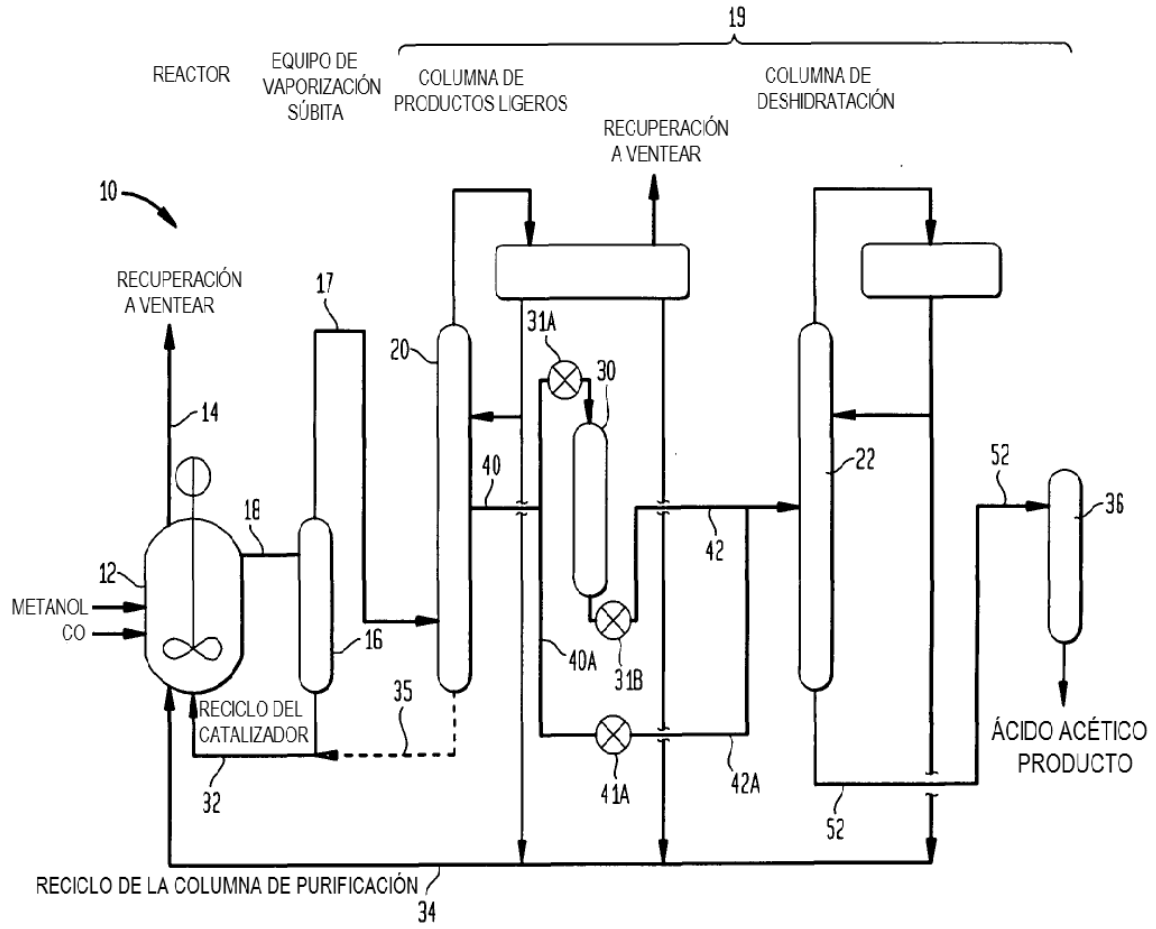 19
REACTOR
EQUIPO DE
VAPORIZACIÓN
SÚBITA
COLUMNA DE
PRODUCTOS LIGEROS
COLUMNA DE
DESHIDRATACIÓN
RECUPERACIÓN
A VENTEAR
10
RECUPERACIÓN
A VENTEAR
17
31A
20
30
14
40
42
22
52
36
18
12
METANOL
CO
16
40A
31B
35
RECICLO DEL
CATALIZADOR
32
41A
42A
52
ÁCIDO ACÉTICO
PRODUCTO
RECICLO DE LA COLUMNA DE PURIFICACIÓN
34